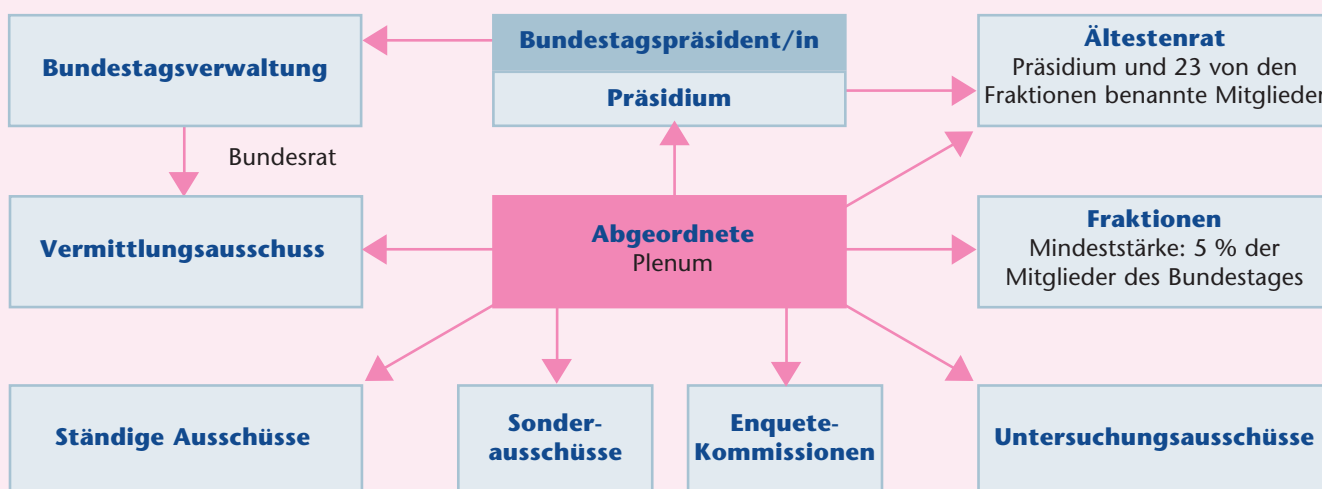 Bundestagsverwaltung
Bundestagspräsident/in
Präsidium
Ältestenrat
Präsidium und 23 von den
Fraktionen benannte Mitglieder
Bundesrat
Vermittlungsausschuss
Abgeordnete
Plenum
Fraktionen
Mindeststärke: 5 % der
Mitglieder des Bundestages
Ständige Ausschüsse
Sonder-
ausschüsse
Enquete-
Kommissionen
Untersuchungsausschüsse